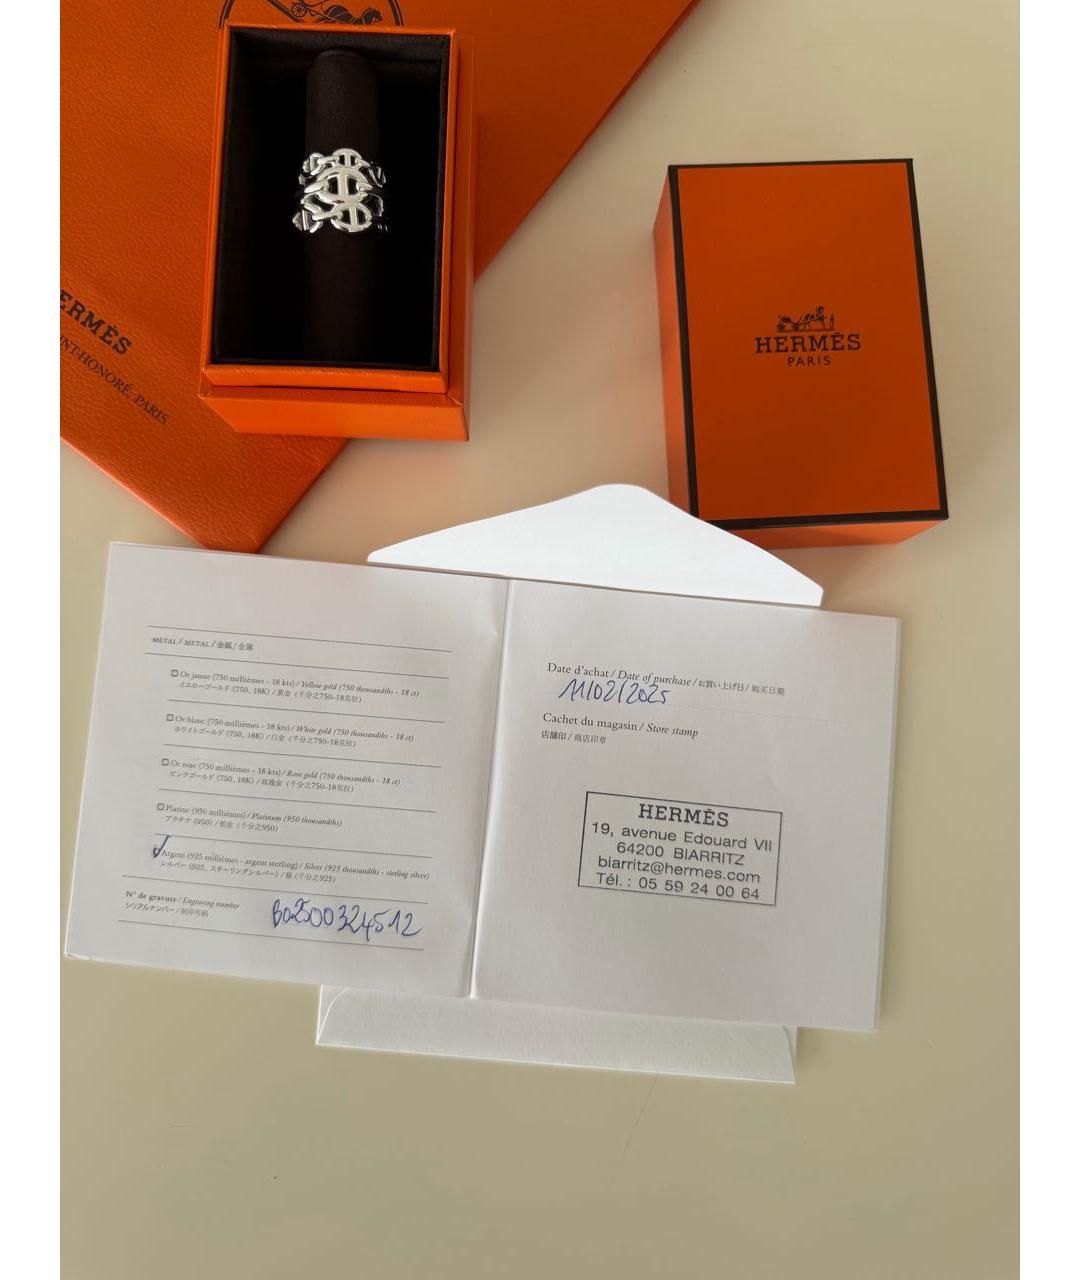 ERMÈS
INT-HONORÉ, PARIS
HERMÈS
PARIS
MÉTAL / METAL / 金属 / 金属
Or jaune (750 millièmes - 18 kts) / Yellow gold (750 thousandths - 18 ct)
イエローゴールド (750, 18K) / 黄金 (千分之750-18克拉)
Or blanc (750 millièmes - 18 kts) / White gold (750 thousandths - 18 ct)
ホワイトゴールド (750, 18K) / 白金 (千分之750-18克拉)
Or rose (750 millièmes - 18 kts) / Rose gold (750 thousandths - 18 ct)
ピンクゴールド (750, 18K) / 玫瑰金 (千分之750-18克拉)
Platine (950 millièmes) / Platinum (950 thousandths)
プラチナ (950) / 铂金 (千分之950)
Argent (925 millièmes - argent sterling) / Silver (925 thousandths - sterling silver)
シルバー (925, スターリングシルバー) / 银 (千分之925)
N° de gravure / Engraving number
シリアルナンバー / 刻印号码
B02500324512
Date d'achat / Date of purchase / お買い上げ日 / 购买日期
11/02/2025
Cachet du magasin / Store stamp
店舗印 / 商店印章
HERMÈS
19, avenue Edouard VII
64200 BIARRITZ
biarritz@hermes.com
Tél. : 05 59 24 00 64